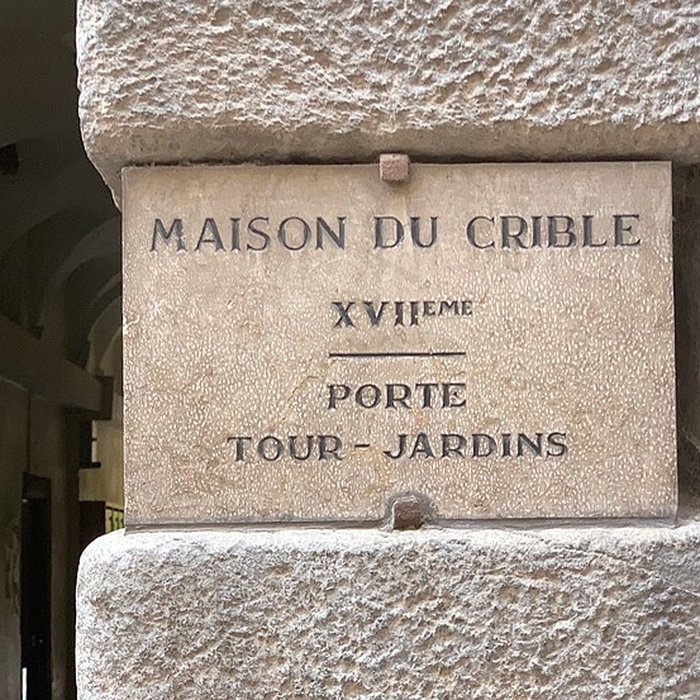 MAISON DU CRIBLE
XVIIEME
PORTE
TOUR - JARDINS